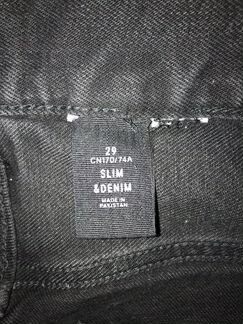 29
CN170/74A
SLIM
&DENIM
MADE IN
PAKISTAN